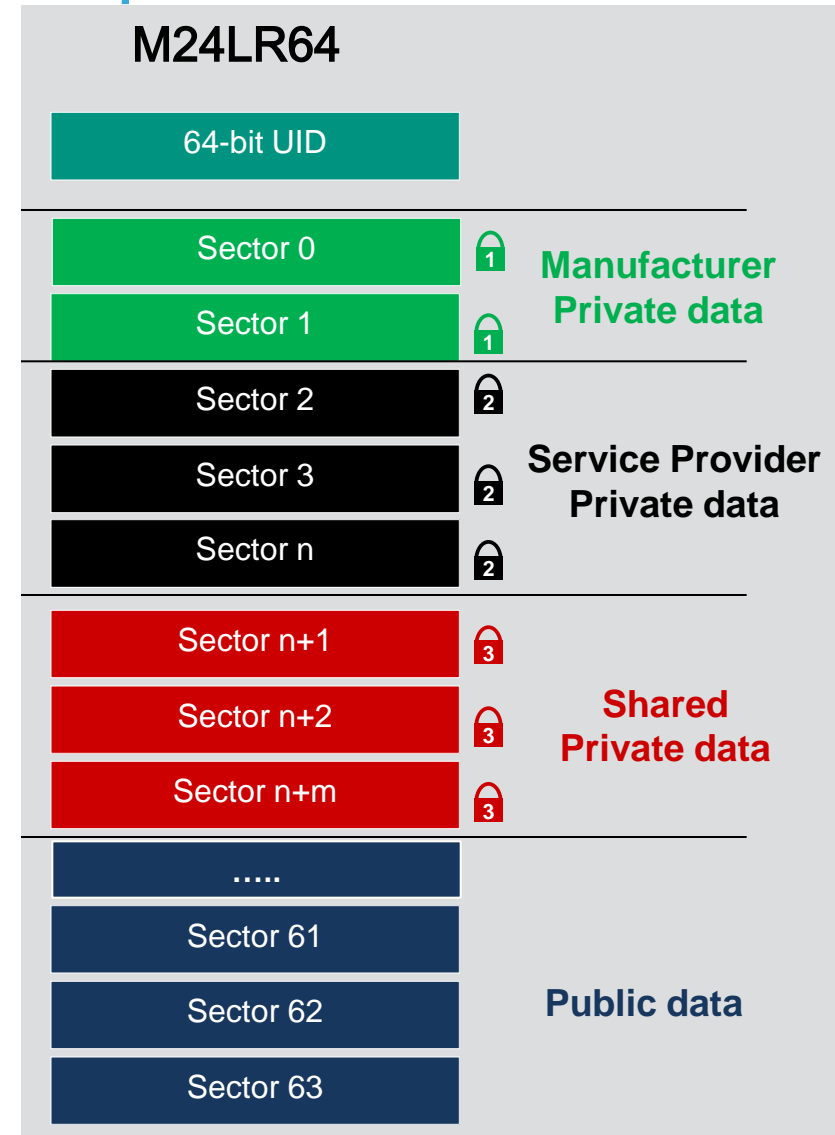 M24LR64
64-bit UID
Sector 0
1
Manufacturer
Private data
Sector 1
1
Sector 2
2
Service Provider
Private data
Sector 3
2
Sector n
2
Sector n+1
3
Sector n+2
3
Shared
Private data
Sector n+m
3
.....
Sector 61
Sector 62
Public data
Sector 63